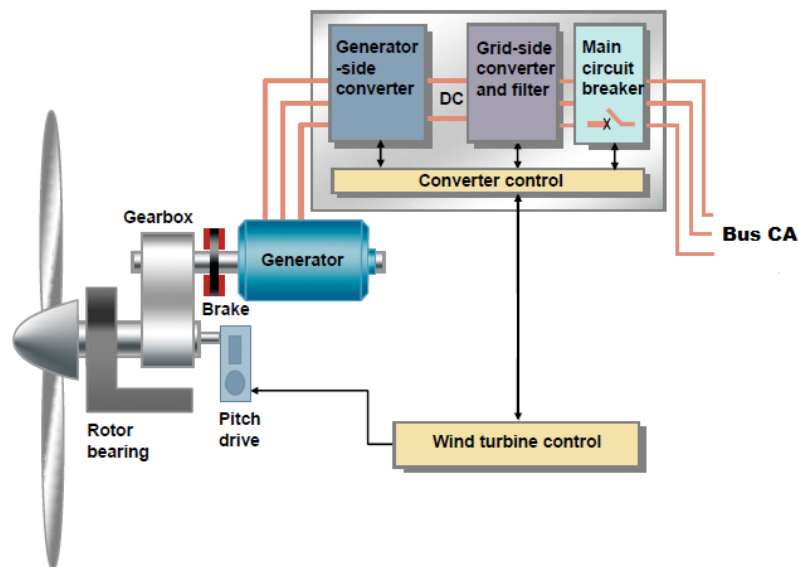 Generator
-side
converter
Grid-side
converter
and filter
Main
circuit
breaker
DC
Converter control
Gearbox
Generator
Bus CA
Brake
Rotor
bearing
Pitch
drive
Wind turbine control